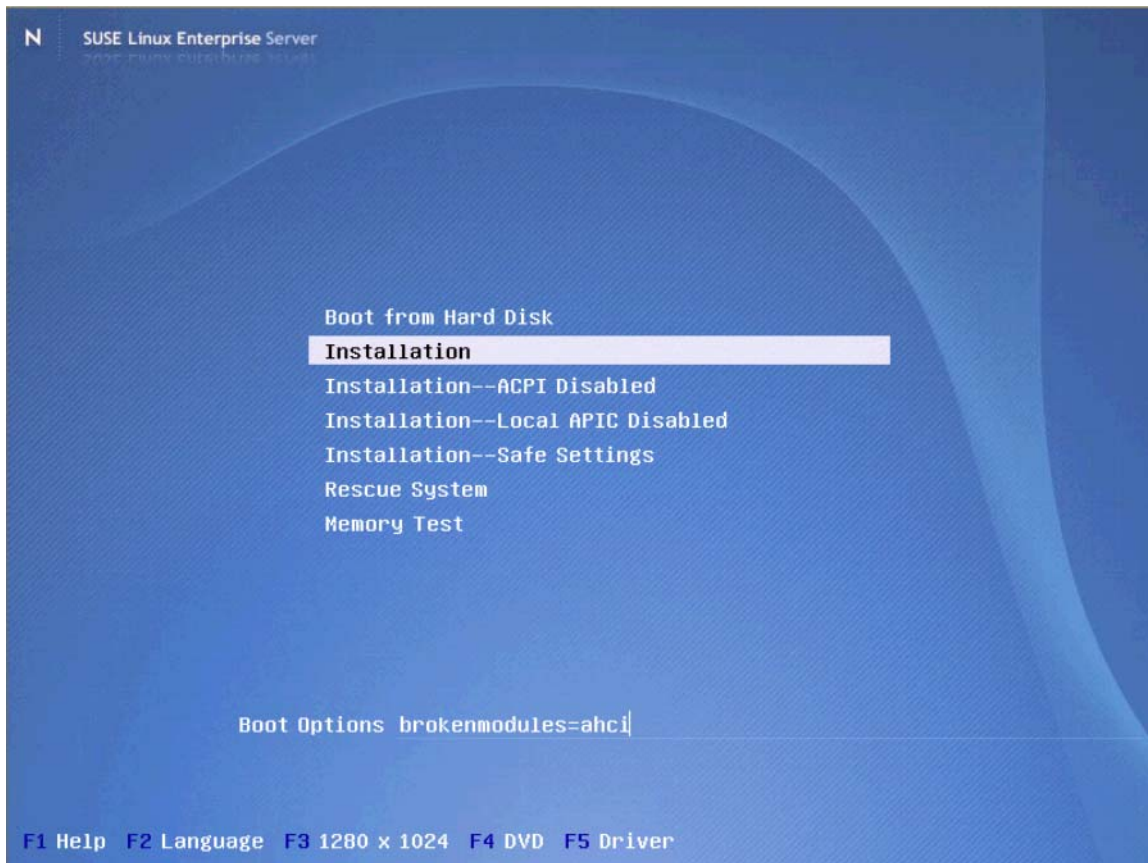 N SUSE Linux Enterprise Server
Boot from Hard Disk
Installation
Installation--ACPI Disabled
Installation--Local APIC Disabled
Installation--Safe Settings
Rescue System
Memory Test
Boot Options brokenmodules=ahci
F1 Help F2 Language F3 1280 x 1024 F4 DVD F5 Driver